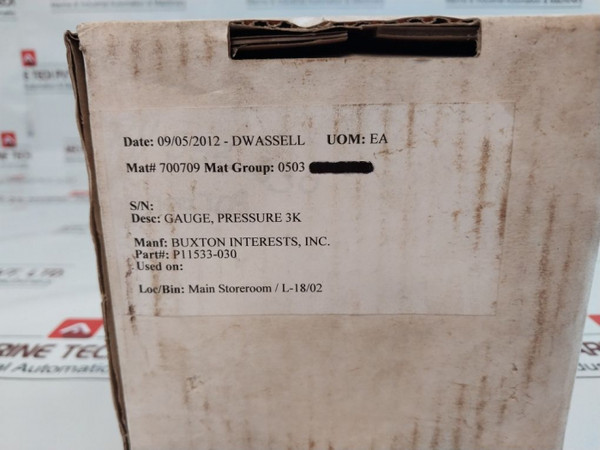 Date: 09/05/2012 - DWASSELL UOM: EA
Mat# 700709 Mat Group: 0503
S/N:
Desc: GAUGE, PRESSURE 3K
Manf: BUXTON INTERESTS, INC.
Part#: P11533-030
Used on:
Loc/Bin: Main Storeroom / L-18/02